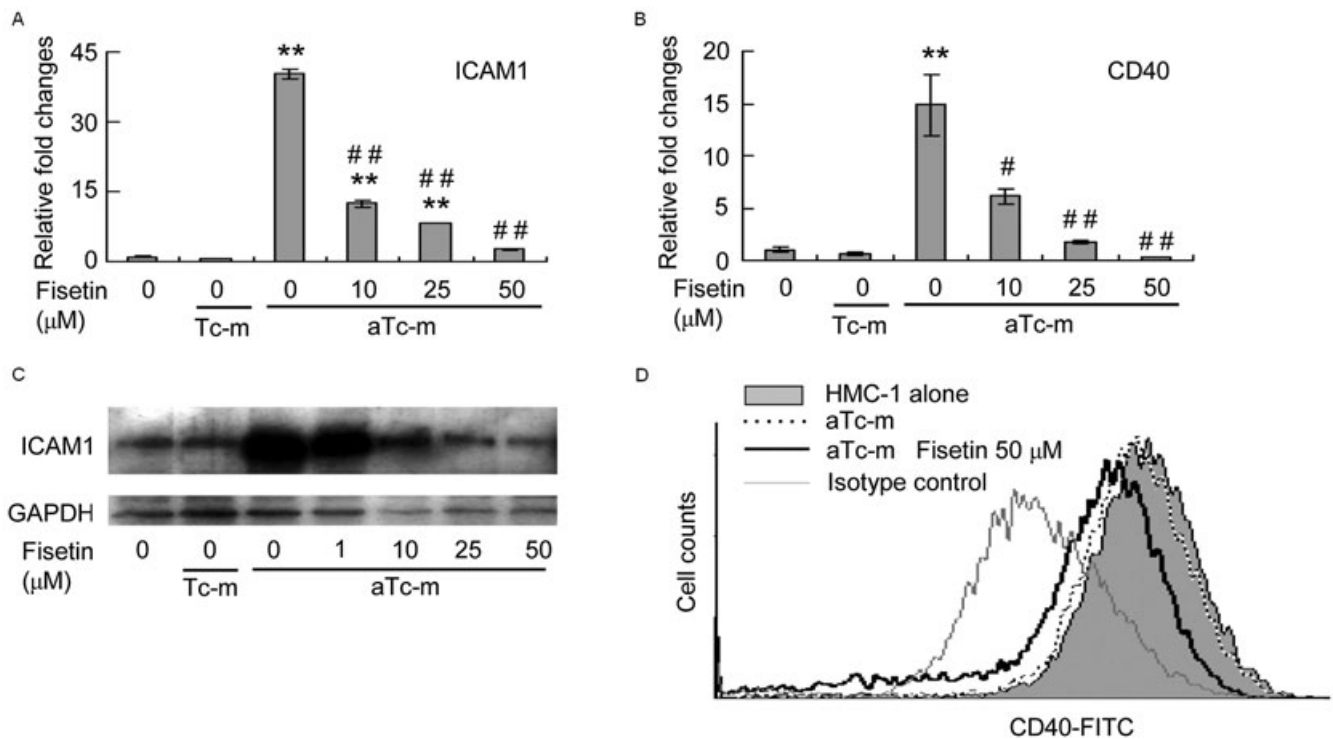 A
Relative fold changes
45
30
15
0
ICAM1
**
# #
**
# #
**
# #
Fisetin 0 0 0 10 25 50
(μM) Tc-m aTc-m
B
Relative fold changes
20
15
10
5
0
CD40
**
#
# #
# #
Fisetin 0 0 0 10 25 50
(μM) Tc-m aTc-m
C
ICAM1
GAPDH
Fisetin 0 0 0 1 10 25 50
(μM) Tc-m aTc-m
D
HMC-1 alone
aTc-m
aTc-m Fisetin 50 μM
Isotype control
Cell counts
CD40-FITC